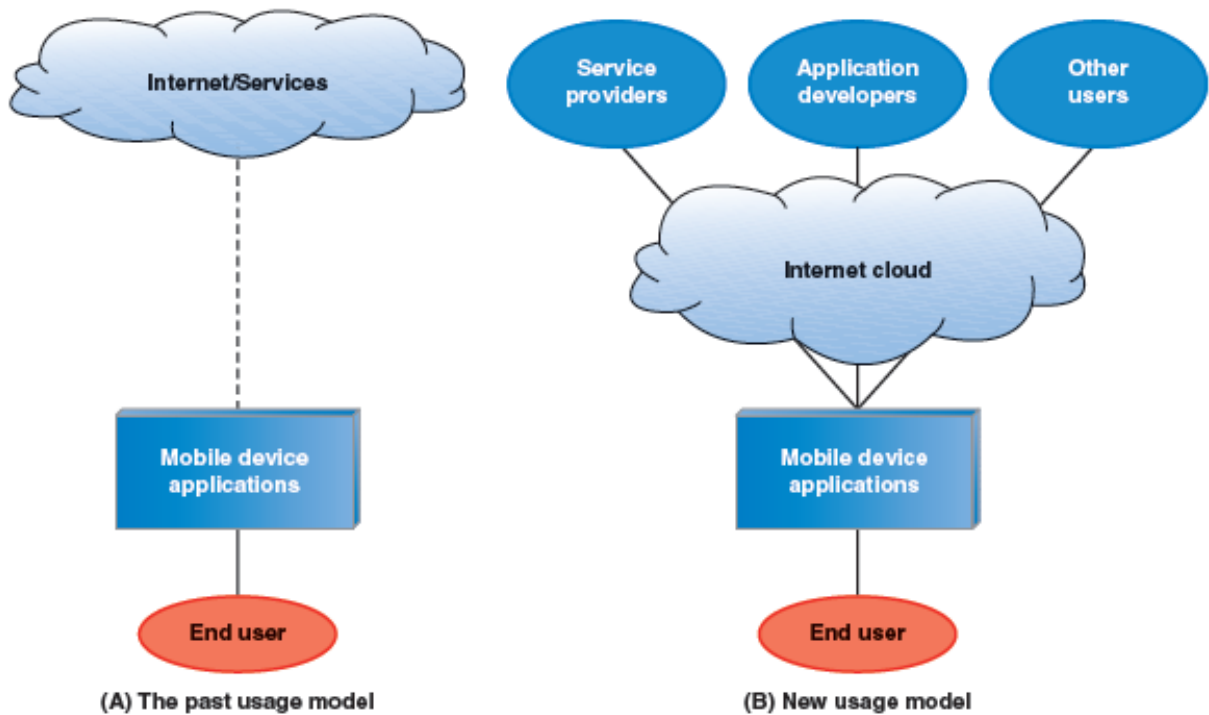 Internet/Services
Mobile device
applications
End user
(A) The past usage model
Service
providers
Application
developers
Other
users
Internet cloud
Mobile device
applications
End user
(B) New usage model